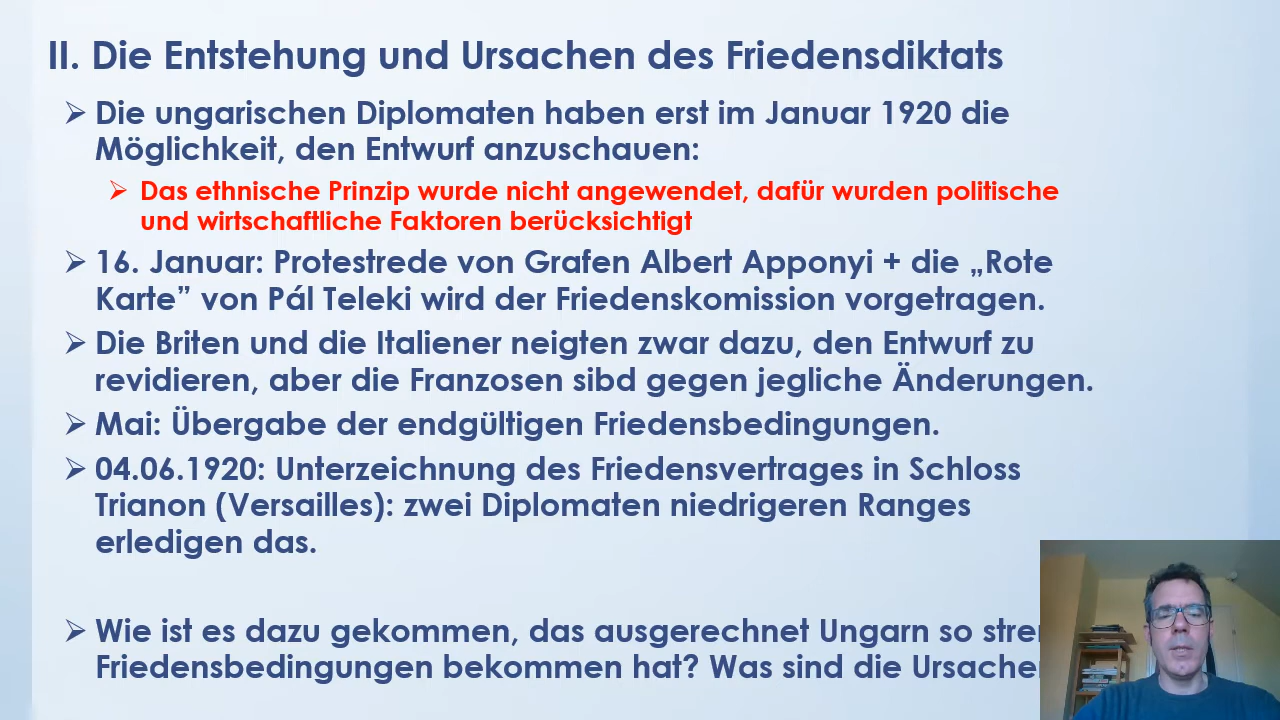 II. Die Entstehung und Ursachen des Friedensdiktats
Die ungarischen Diplomaten haben erst im Januar 1920 die
Möglichkeit, den Entwurf anzuschauen:
Das ethnische Prinzip wurde nicht angewendet, dafür wurden politische
und wirtschaftliche Faktoren berücksichtigt
16. Januar: Protestrede von Grafen Albert Apponyi + die „Rote
Karte” von Pál Teleki wird der Friedenskomission vorgetragen.
Die Briten und die Italiener neigten zwar dazu, den Entwurf zu
revidieren, aber die Franzosen sibd gegen jegliche Änderungen.
Mai: Übergabe der endgültigen Friedensbedingungen.
04.06.1920: Unterzeichnung des Friedensvertrages in Schloss
Trianon (Versailles): zwei Diplomaten niedrigeren Ranges
erledigen das.
Wie ist es dazu gekommen, das ausgerechnet Ungarn so
Friedensbedingungen bekommen hat? Was sind die